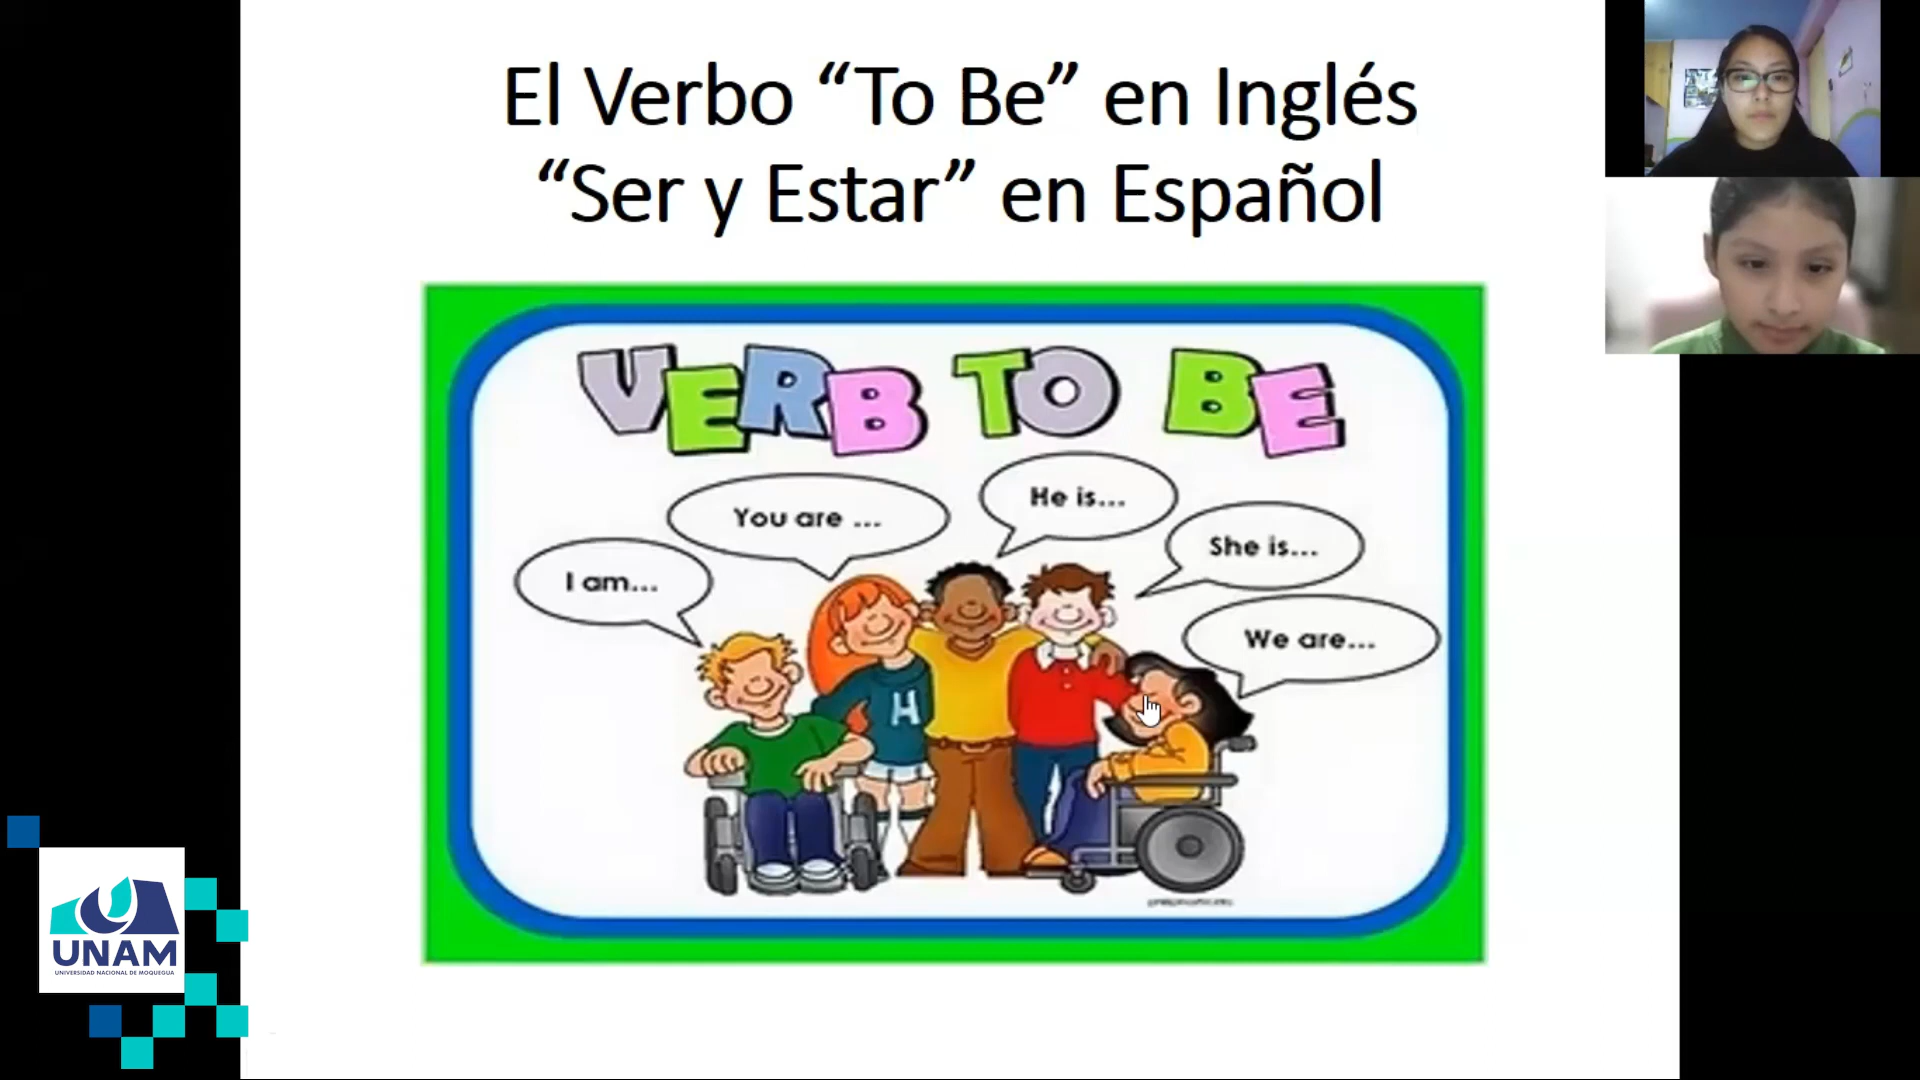 El Verbo “To Be” en Inglés
“Ser y Estar” en Español
VERB TO BE
He is...
You are ...
She is...
I am...
We are...
UNAM
UNIVERSIDAD NACIONAL DE MOQUEGUA
H